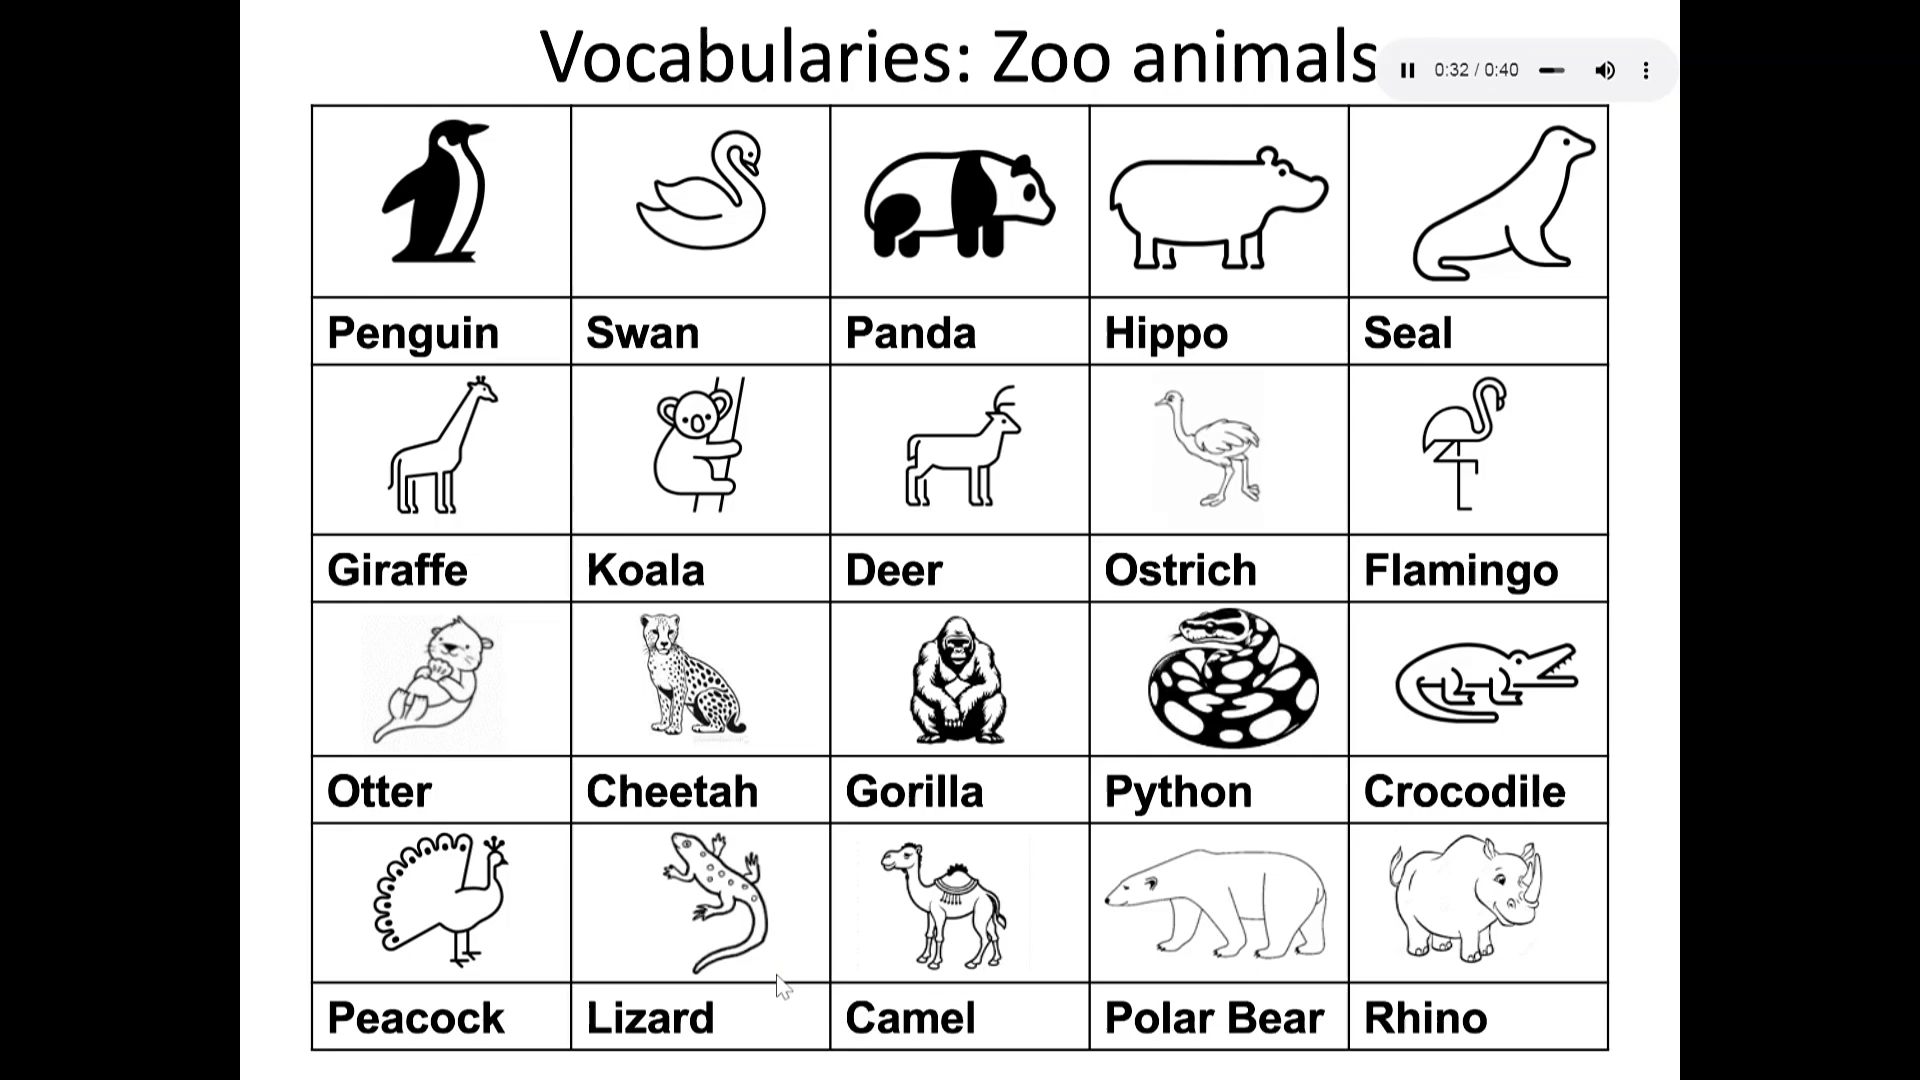 Vocabularies: Zoo animals
0:32 / 0:40
Penguin Swan Panda Hippo Seal
Giraffe Koala Deer Ostrich Flamingo
Otter Cheetah Gorilla Python Crocodile
Peacock Lizard Camel Polar Bear Rhino